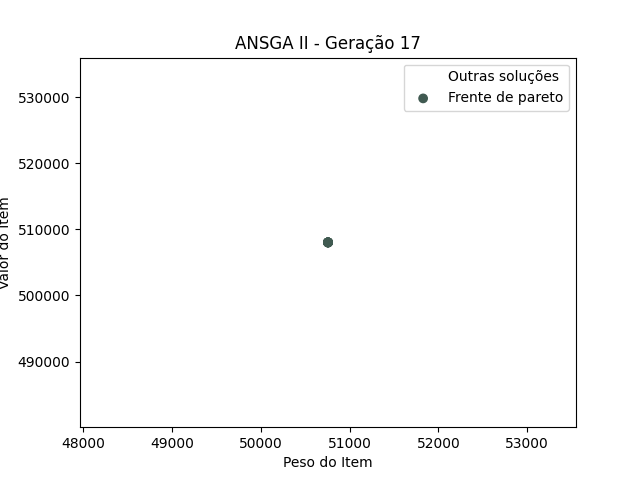 ANSGA II - Geração 17
Outras soluções
Frente de pareto
Valor do Item
530000
520000
510000
500000
490000
48000
49000
50000
51000
52000
53000
Peso do Item